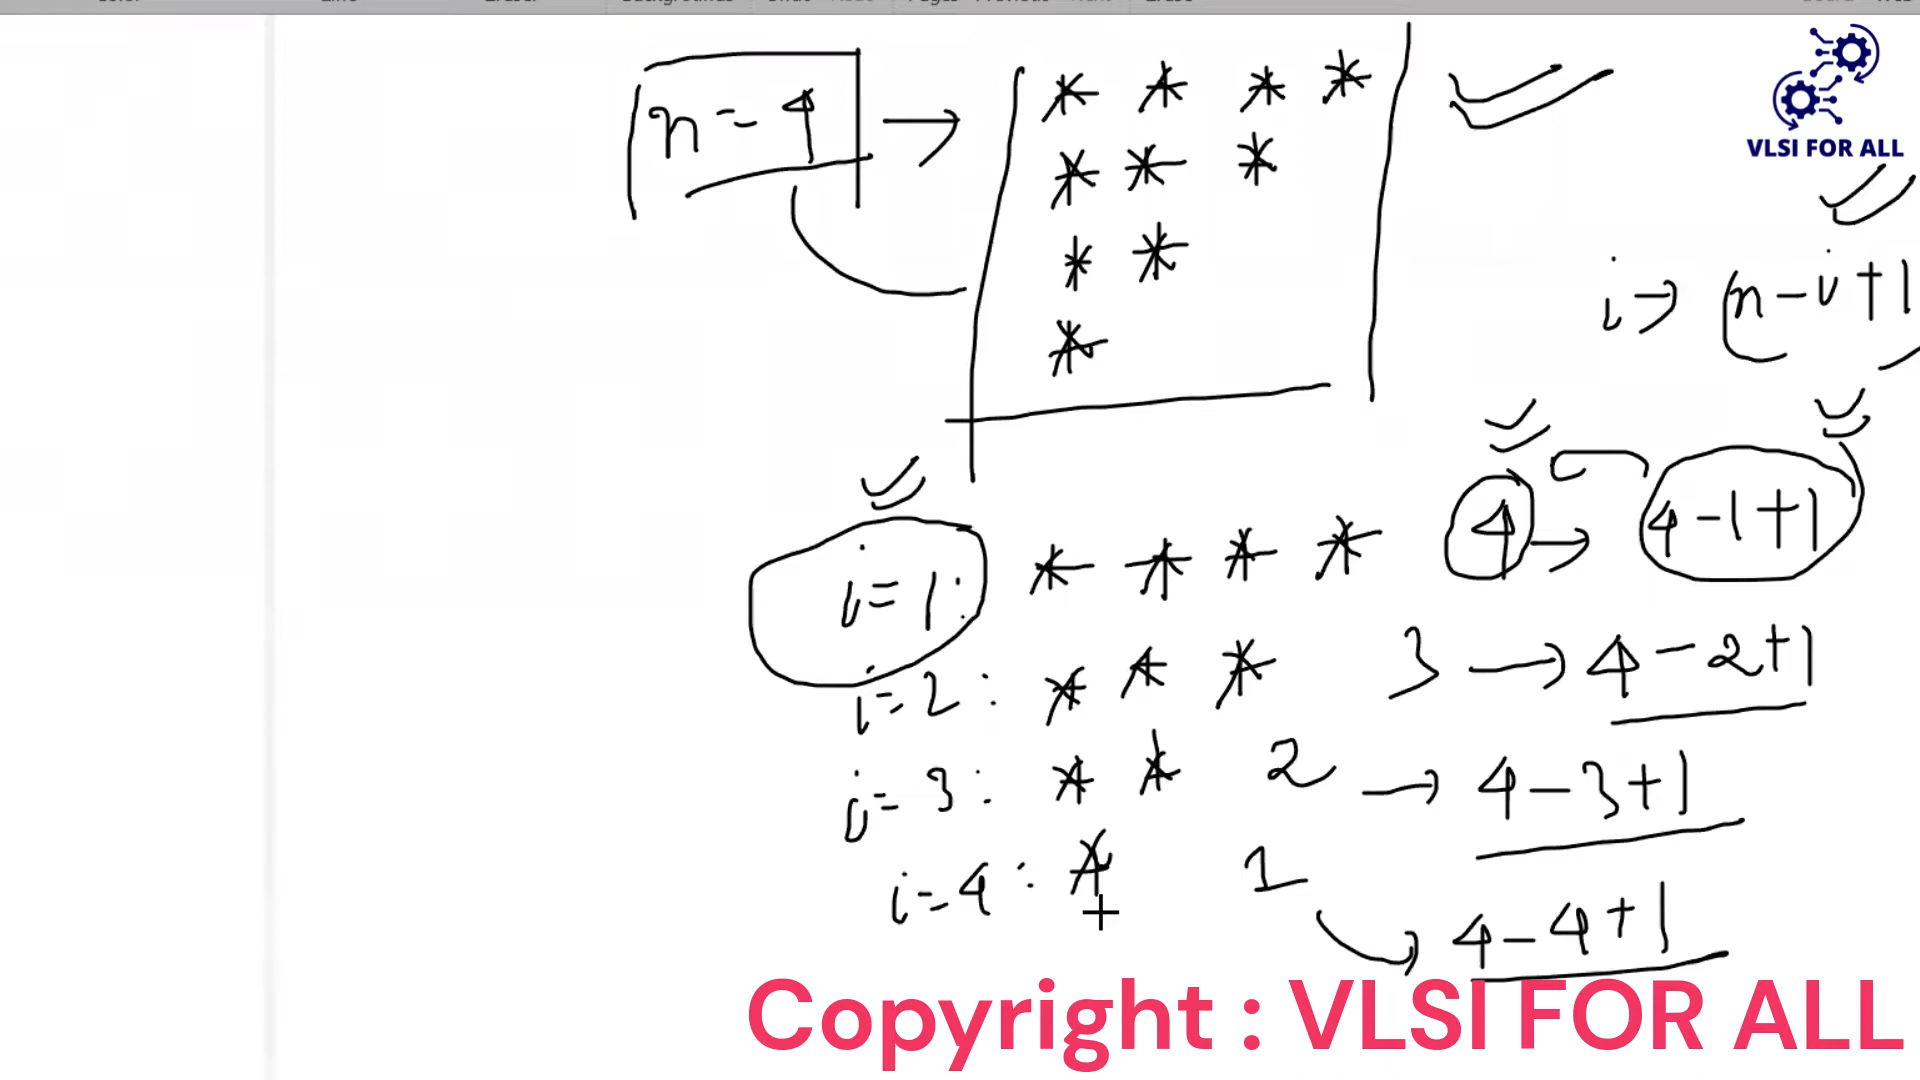 n = 4 → * * * *
* * *
* *
*
VLSI FOR ALL
i → (n-i+1)
i=1: * * * * 4 → 4-1+1
i=2: * * * 3 → 4-2+1
i=3: * * 2 → 4-3+1
i=4: * 1 → 4-4+1
Copyright : VLSI FOR ALL